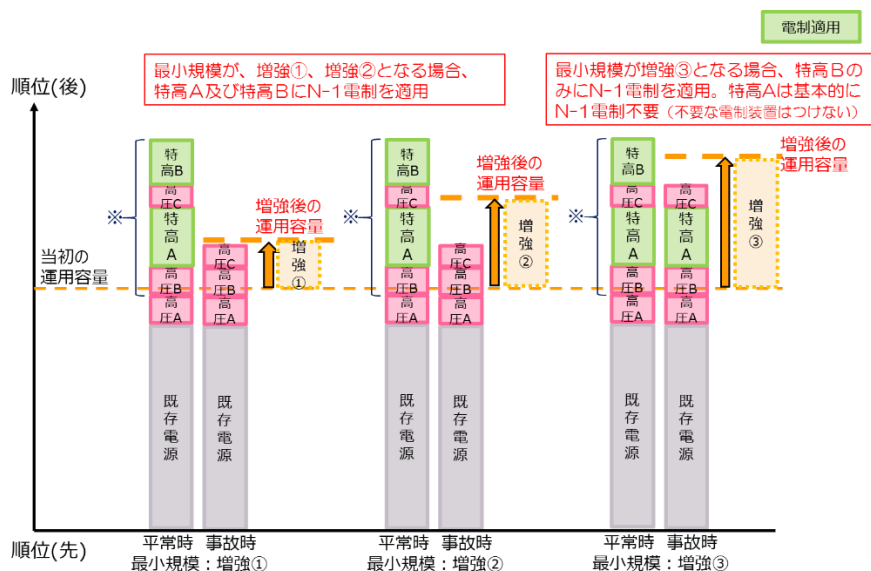 電制適用
最小規模が、増強①、増強②となる場合、
特高A及び特高BにN-1電制を適用
最小規模が増強③となる場合、特高Bの
みにN-1電制を適用。特高Aは基本的に
N-1電制不要（不要な電制装置はつけない）
順位(後)
※
特高B
高圧C
特高A
高圧B
高圧A
既存電源
高圧C
高圧B
高圧A
既存電源
増強後の
運用容量
増強①
当初の
運用容量
※
特高B
高圧C
特高A
高圧B
高圧A
既存電源
高圧C
高圧B
高圧A
既存電源
増強後の
運用容量
増強②
※
特高B
高圧C
特高A
高圧B
高圧A
既存電源
高圧C
特高A
高圧B
高圧A
既存電源
増強後の
運用容量
増強③
順位(先)
平常時 事故時
最小規模：増強①
平常時 事故時
最小規模：増強②
平常時 事故時
最小規模：増強③